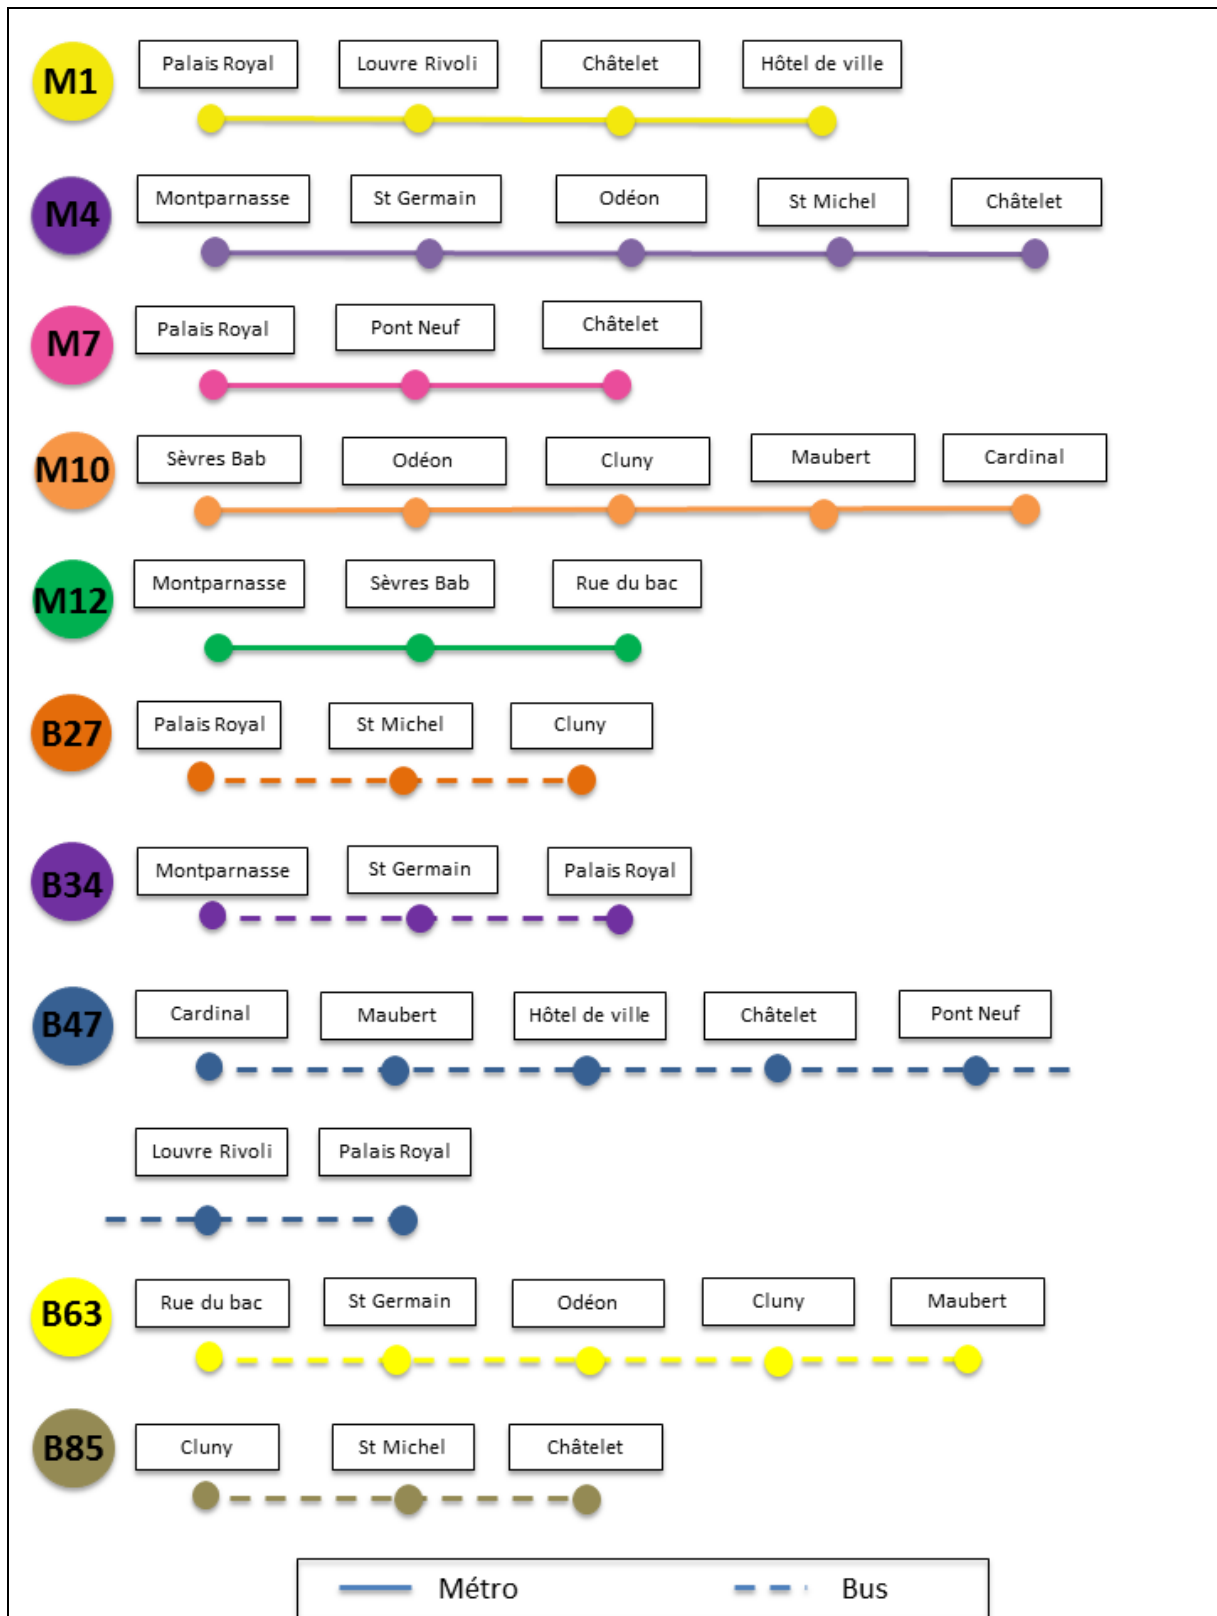 M1
Palais Royal
Louvre Rivoli
Châtelet
Hôtel de ville
M4
Montparnasse
St Germain
Odéon
St Michel
Châtelet
M7
Palais Royal
Pont Neuf
Châtelet
M10
Sèvres Bab
Odéon
Cluny
Maubert
Cardinal
M12
Montparnasse
Sèvres Bab
Rue du bac
B27
Palais Royal
St Michel
Cluny
B34
Montparnasse
St Germain
Palais Royal
B47
Cardinal
Maubert
Hôtel de ville
Châtelet
Pont Neuf
Louvre Rivoli
Palais Royal
B63
Rue du bac
St Germain
Odéon
Cluny
Maubert
B85
Cluny
St Michel
Châtelet
Métro
Bus